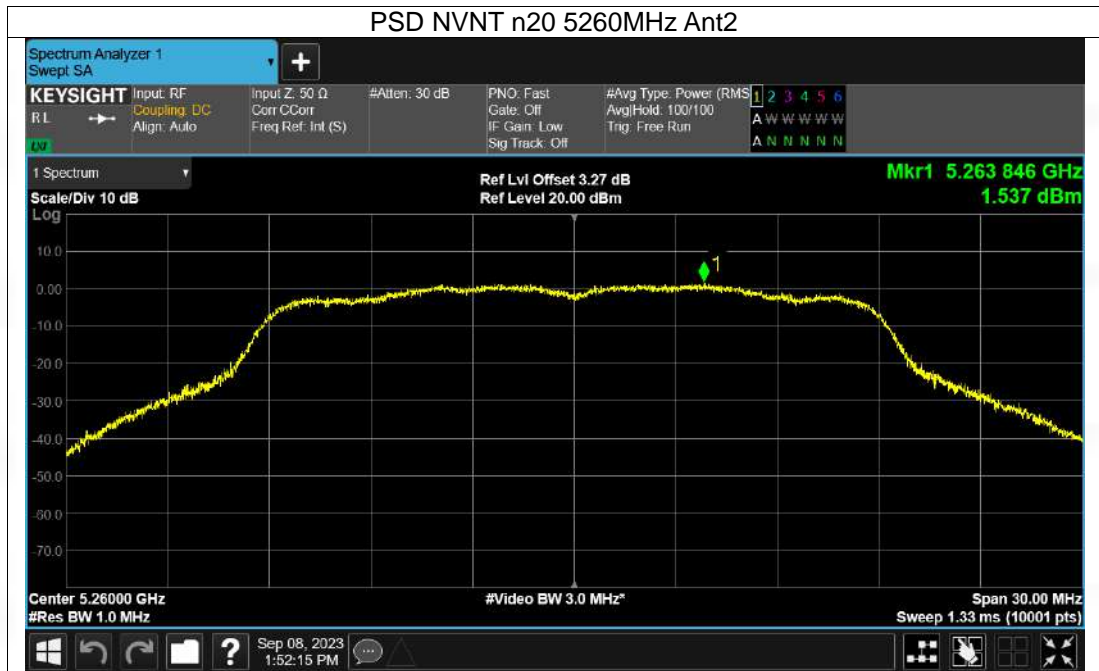 PSD NVNT n20 5260MHz Ant2
Spectrum Analyzer 1
Swept SA
KEYSIGHT Input: RF Input Z: 50 Ω #Atten: 30 dB PNO: Fast #Avg Type: Power (RMS 1 2 3 4 5 6
RL Coupling: DC Corr CCorr Gate: Off Avg|Hold: 100/100 A W W W W W
Align: Auto Freq Ref: Int (S) IF Gain: Low Trig: Free Run
Sig Track: Off A N N N N N
1 Spectrum Ref Lvl Offset 3.27 dB Mkr1 5.263 846 GHz
Scale/Div 10 dB Ref Level 20.00 dBm 1.537 dBm
Log
10.0
1
0.00
-10.0
-20.0
-30.0
-40.0
-50.0
-60.0
-70.0
Center 5.26000 GHz #Video BW 3.0 MHz* Span 30.00 MHz
#Res BW 1.0 MHz Sweep 1.33 ms (10001 pts)
? Sep 08, 2023
1:52:15 PM